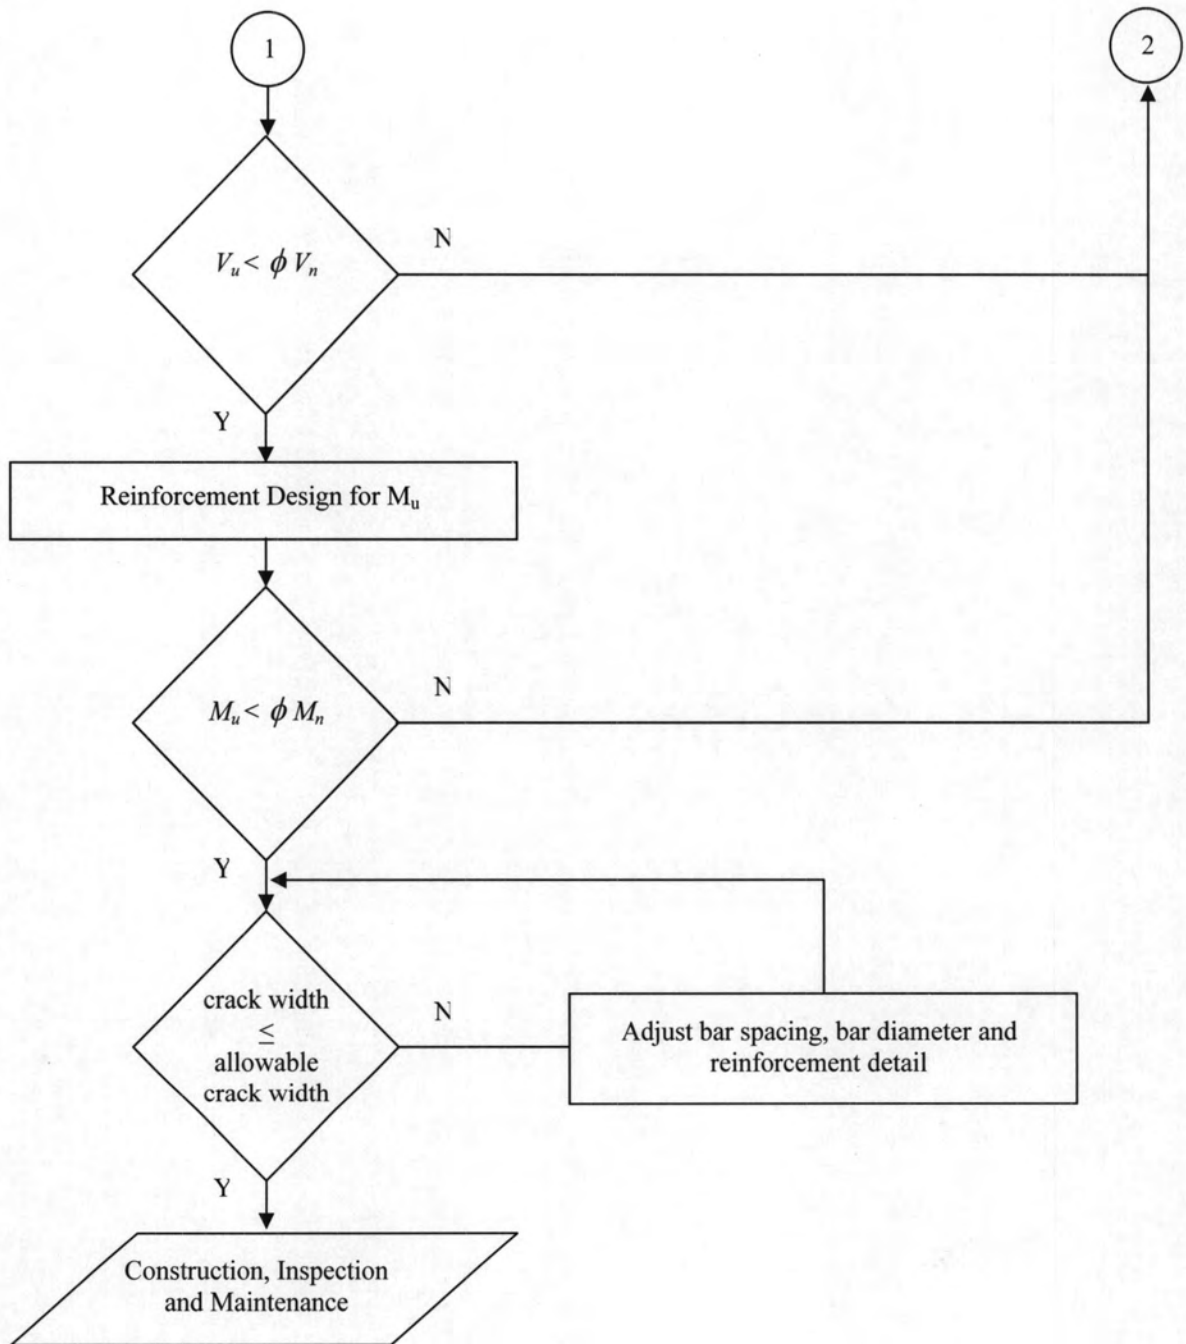 1
2
N
V_u < ϕ V_n
Y
Reinforcement Design for M_u
N
M_u < ϕ M_n
Y
crack width
≤
allowable
crack width
N
Adjust bar spacing, bar diameter and
reinforcement detail
Y
Construction, Inspection
and Maintenance